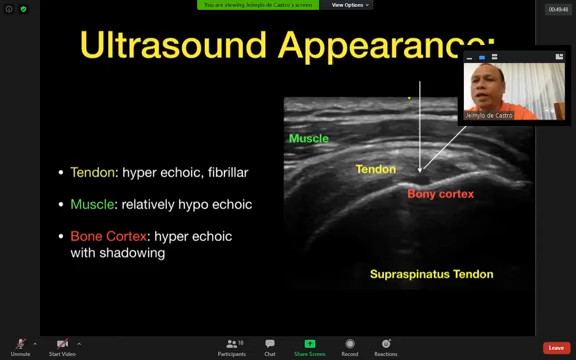 You are viewing Jeimylo de Castro's screen
View Options
00:49:48
Ultrasound Appearance:
Jeimylo de Castro
Muscle
Tendon
Bony cortex
Supraspinatus Tendon
• Tendon: hyper echoic, fibrillar
• Muscle: relatively hypo echoic
• Bone Cortex: hyper echoic
with shadowing
Unmute
Start Video
Participants
18
Chat
Share Screen
Record
Reactions
Leave